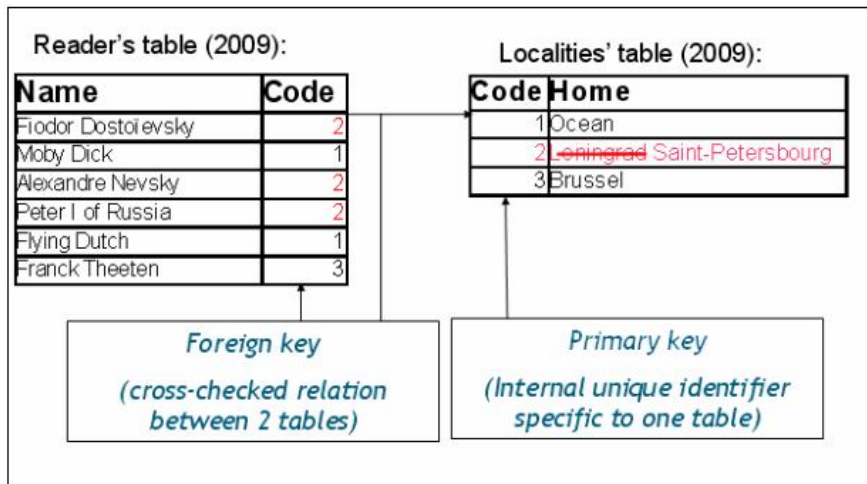 Reader's table (2009):
Localities' table (2009):
Name Code
Fiodor Dostoïevsky 2
Moby Dick 1
Alexandre Nevsky 2
Peter I of Russia 2
Flying Dutch 1
Franck Theeten 3
Code Home
1 Ocean
2 Leningrad Saint-Petersbourg
3 Brussel
Foreign key
(cross-checked relation
between 2 tables)
Primary key
(Internal unique identifier
specific to one table)